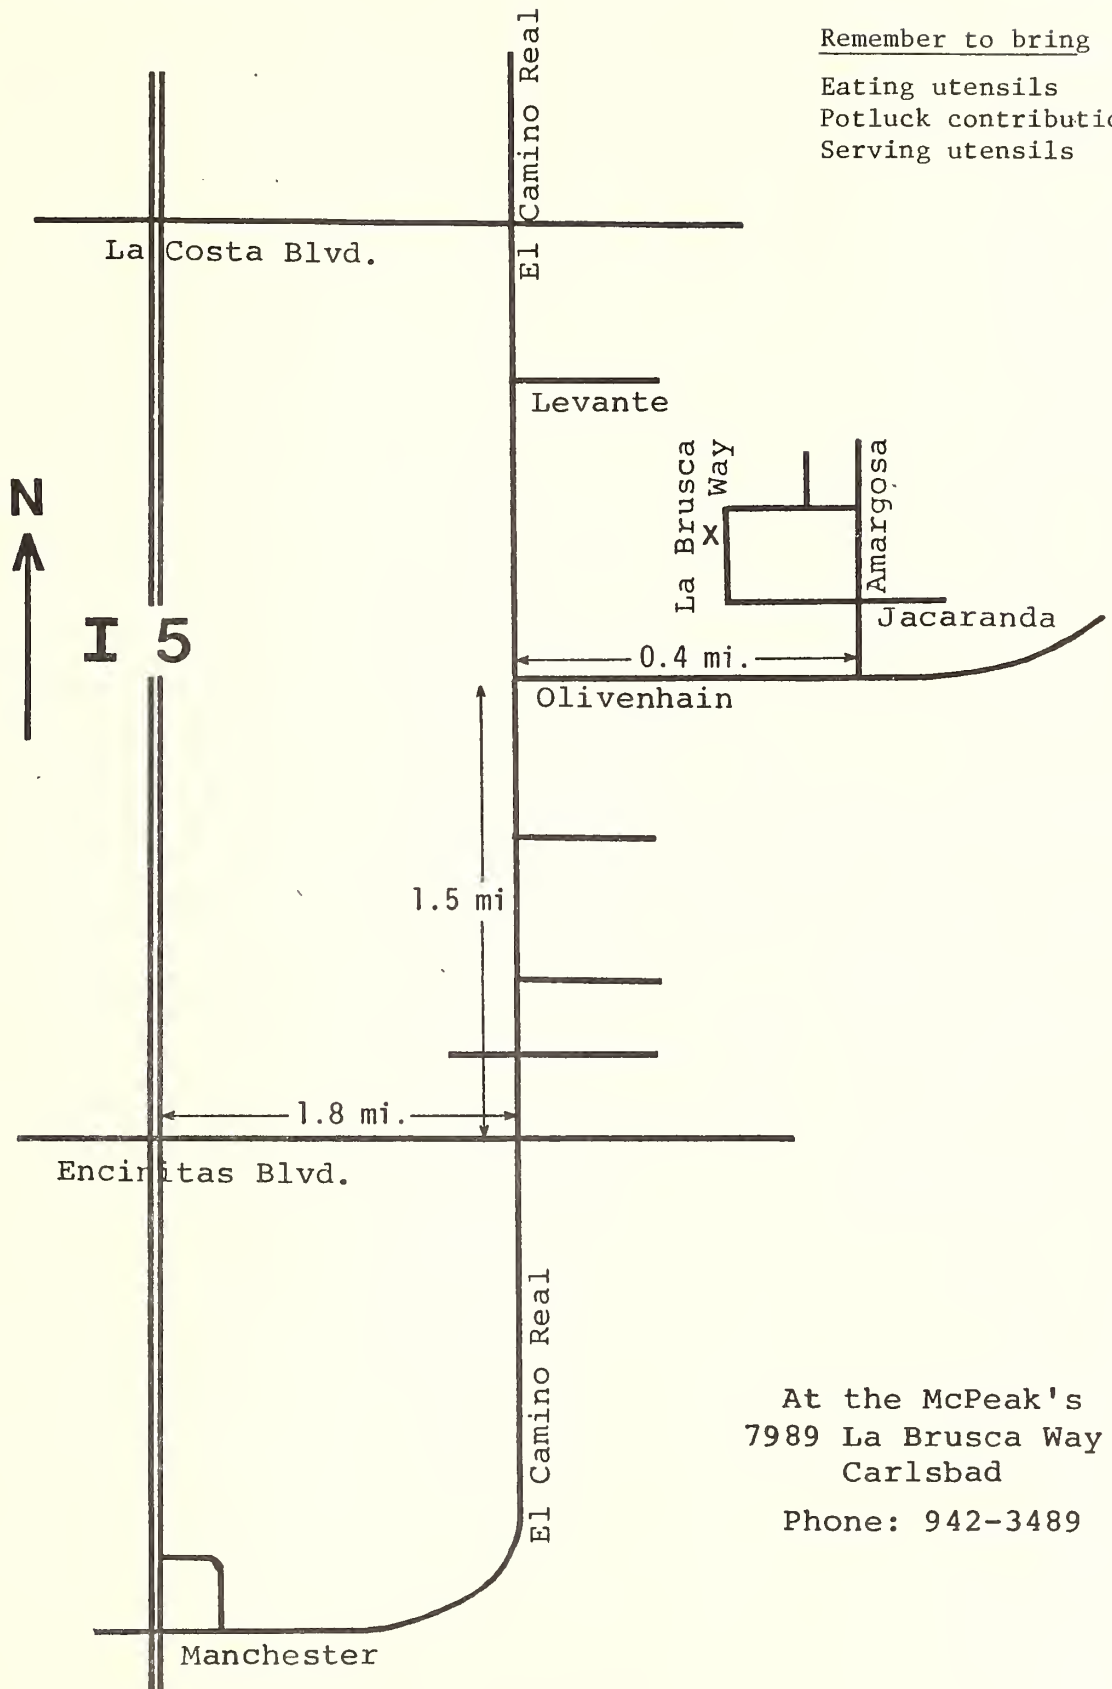 Remember to bring
Eating utensils
Potluck contributio
Serving utensils
El Camino Real
La Costa Blvd.
Levante
La Brusca
Way
X
Amargosa
N
I 5
Jacaranda
0.4 mi.
Olivenhain
1.5 mi
1.8 mi.
Encinitas Blvd.
El Camino Real
At the McPeak's
7989 La Brusca Way
Carlsbad
Phone: 942-3489
Manchester